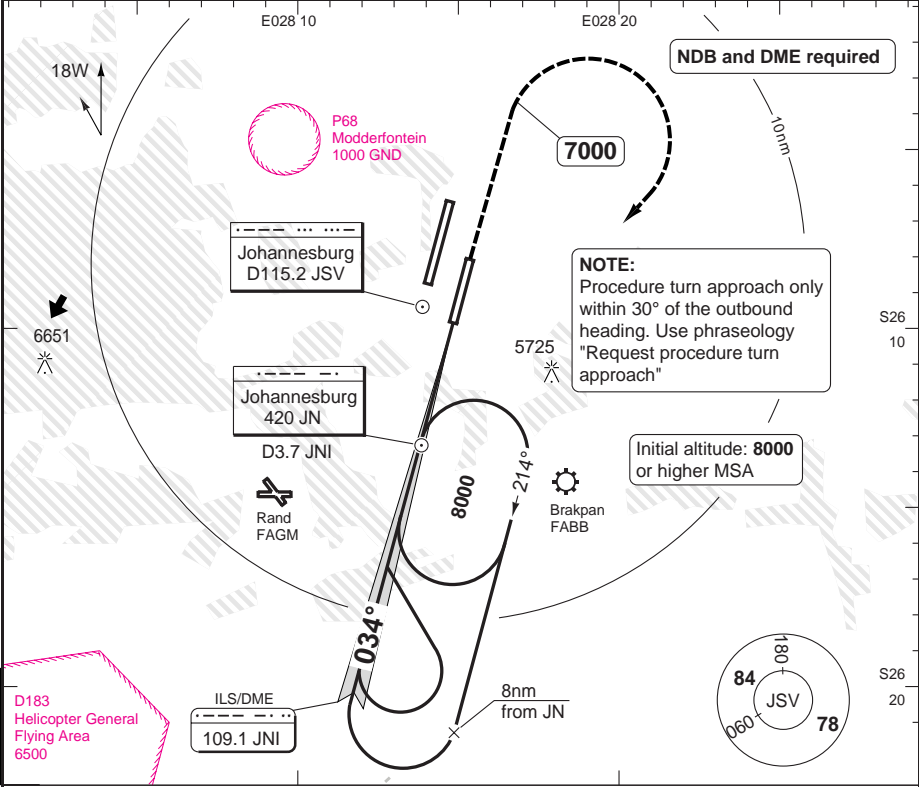 E028 10
E028 20
18W
NDB and DME required
P68
Modderfontein
1000 GND
10nm
7000
Johannesburg
D115.2 JSV
NOTE:
Procedure turn approach only
within 30° of the outbound
heading. Use phraseology
"Request procedure turn
approach"
S26
10
6651
5725
Johannesburg
420 JN
D3.7 JNI
Initial altitude: 8000
or higher MSA
214°
8000
Rand
FAGM
Brakpan
FABB
034°
D183
Helicopter General
Flying Area
6500
ILS/DME
109.1 JNI
8nm
from JN
180
84
JSV
060
78
S26
20